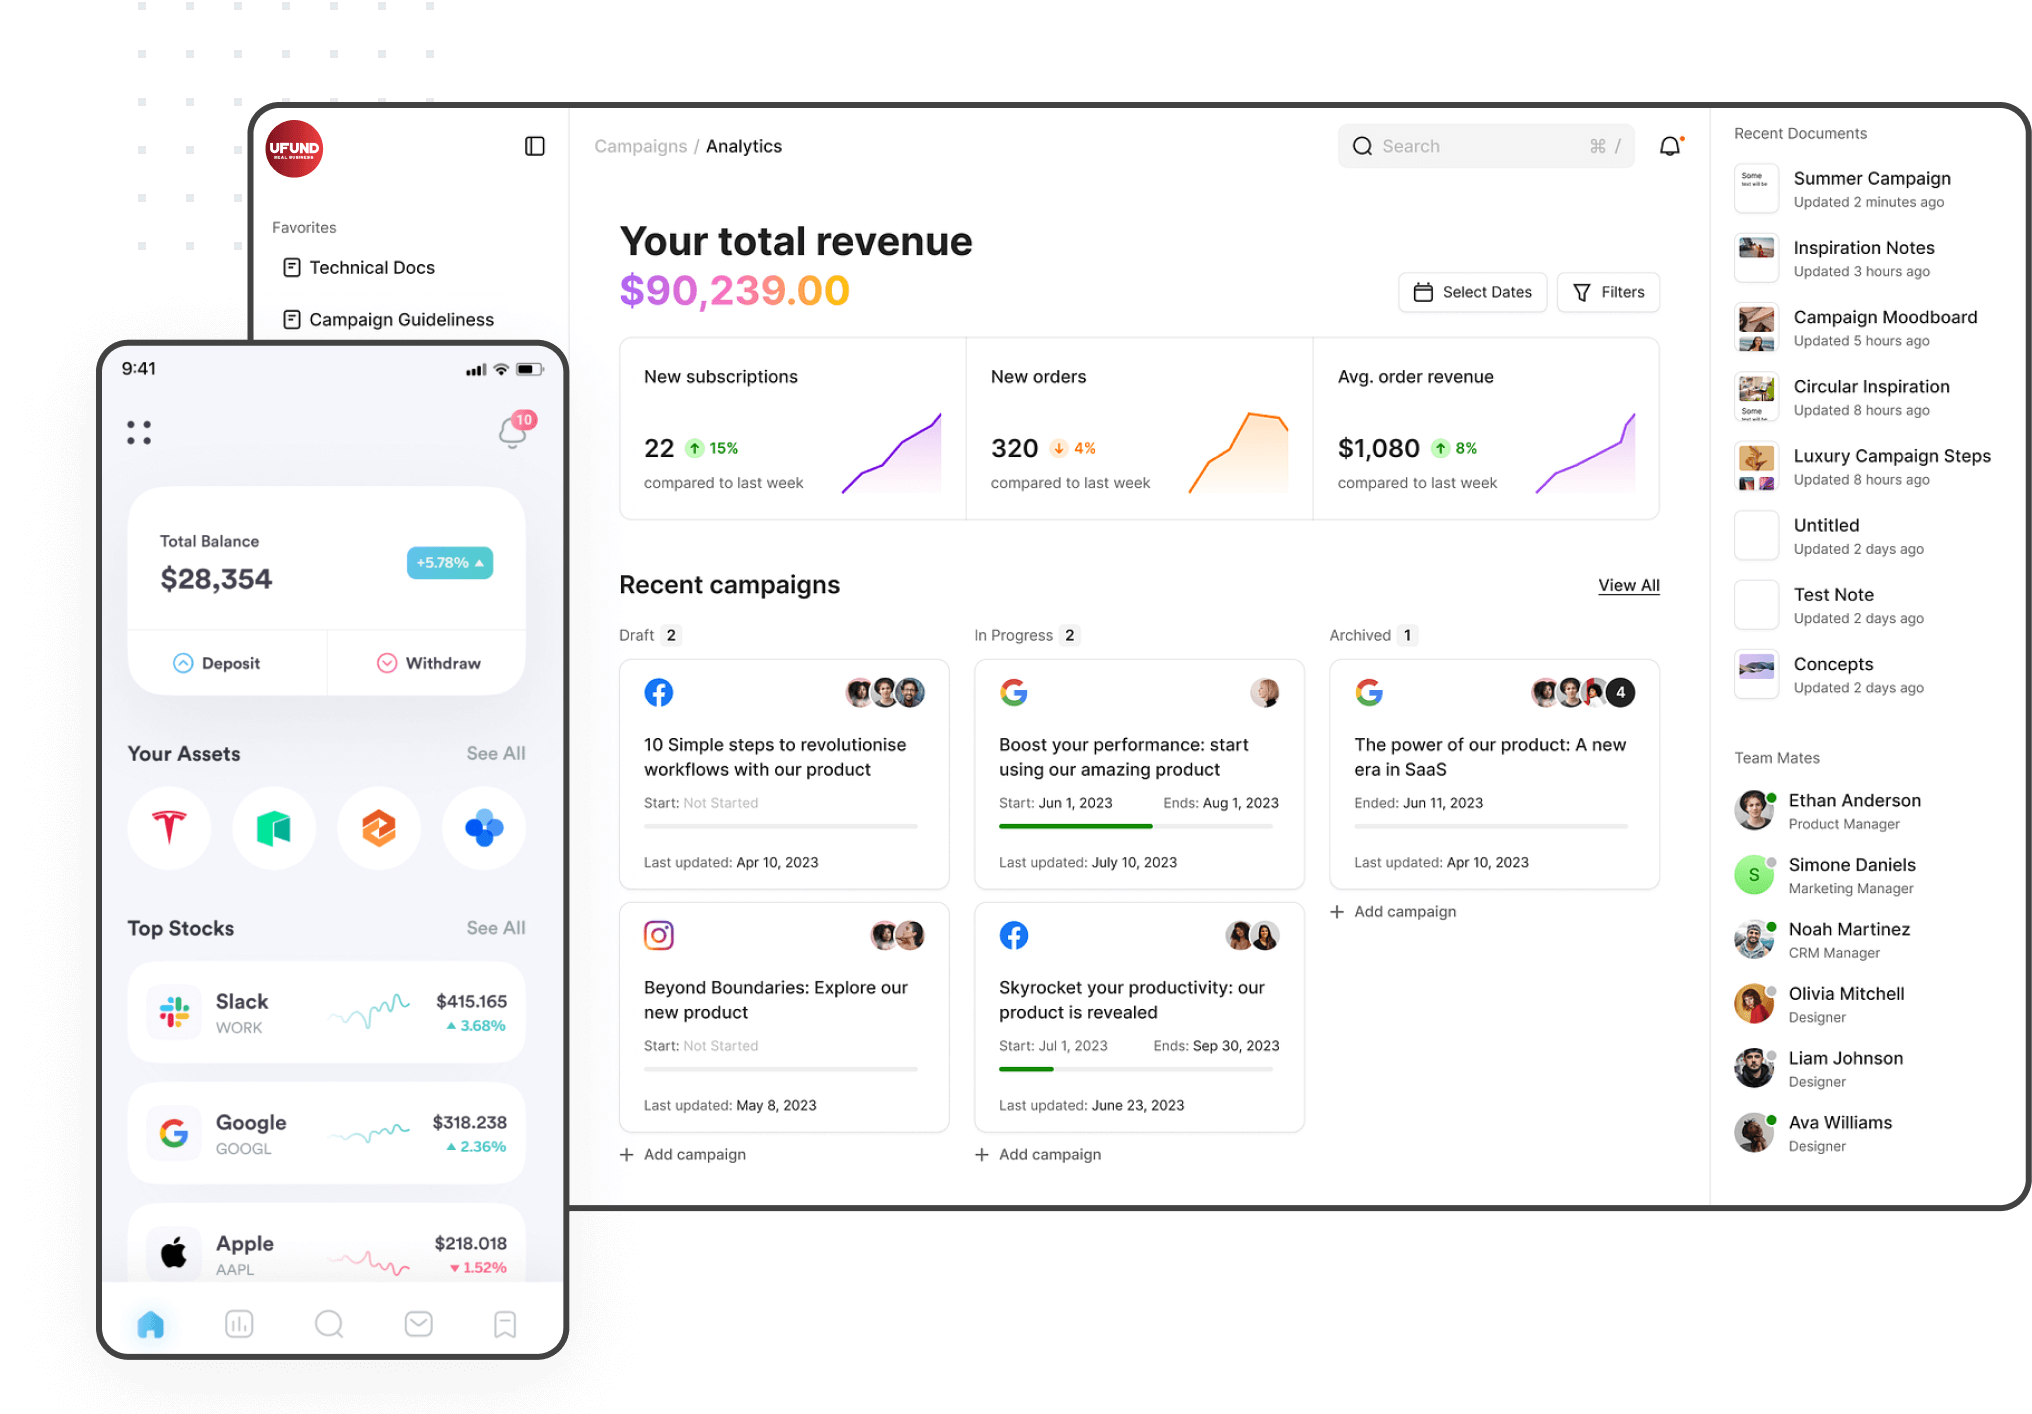 UFUND
REAL BUSINESS
Favorites
Technical Docs
Campaign Guideliness
Campaigns / Analytics
Search ⌘ /
Your total revenue
$90,239.00
Select Dates
Filters
New subscriptions
22 15%
compared to last week
New orders
320 4%
compared to last week
Avg. order revenue
$1,080 8%
compared to last week
Recent campaigns
View All
Draft 2
10 Simple steps to revolutionise
workflows with our product
Start: Not Started
Last updated: Apr 10, 2023
Beyond Boundaries: Explore our
new product
Start: Not Started
Last updated: May 8, 2023
+ Add campaign
In Progress 2
Boost your performance: start
using our amazing product
Start: Jun 1, 2023 Ends: Aug 1, 2023
Last updated: July 10, 2023
Skyrocket your productivity: our
product is revealed
Start: Jul 1, 2023 Ends: Sep 30, 2023
Last updated: June 23, 2023
+ Add campaign
Archived 1
4
The power of our product: A new
era in SaaS
Ended: Jun 11, 2023
Last updated: Apr 10, 2023
+ Add campaign
Recent Documents
Some
text will be
Summer Campaign
Updated 2 minutes ago
Inspiration Notes
Updated 3 hours ago
Campaign Moodboard
Updated 5 hours ago
Some
Circular Inspiration
Updated 8 hours ago
Luxury Campaign Steps
Updated 8 hours ago
Untitled
Updated 2 days ago
Test Note
Updated 2 days ago
Concepts
Updated 2 days ago
Team Mates
Ethan Anderson
Product Manager
S
Simone Daniels
Marketing Manager
Noah Martinez
CRM Manager
Olivia Mitchell
Designer
Liam Johnson
Designer
Ava Williams
Designer
9:41
10
Total Balance
$28,354
+5.78%
Deposit
Withdraw
Your Assets See All
Top Stocks See All
Slack $415.165
WORK 3.68%
Google $318.238
GOOGL 2.36%
Apple $218.018
AAPL 1.52%